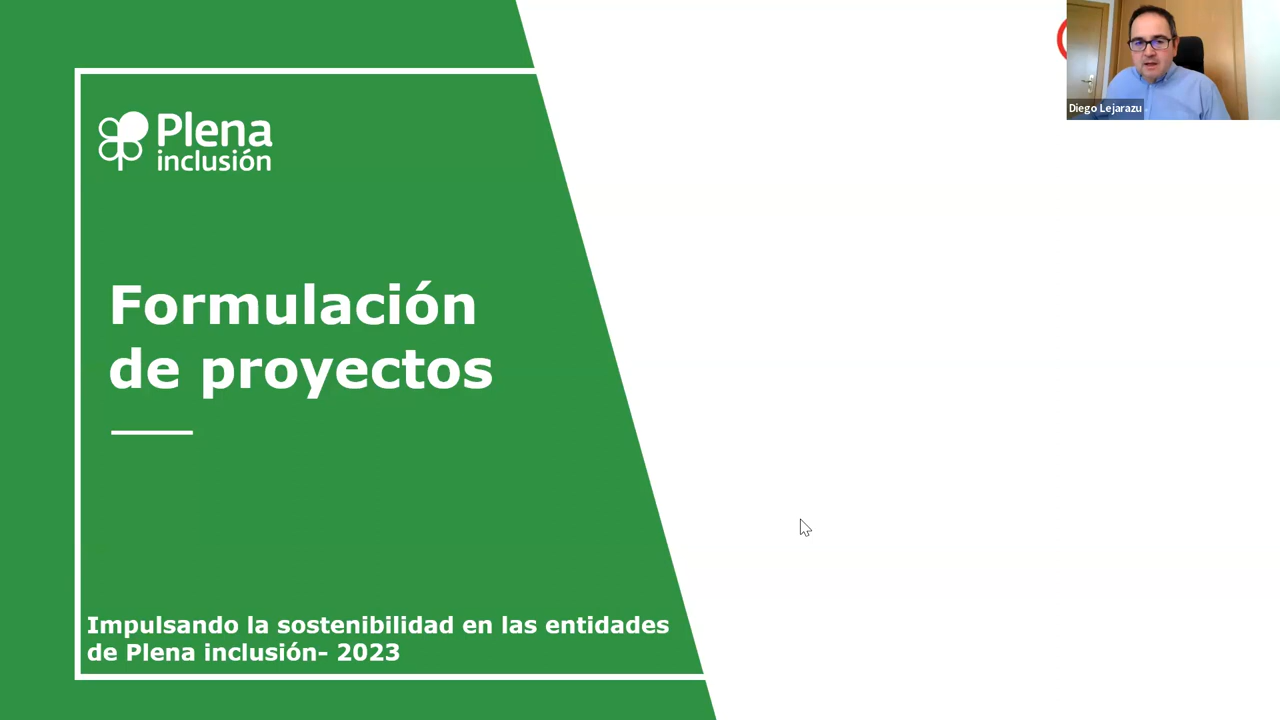 Plena
inclusión
Formulación
de proyectos
Impulsando la sostenibilidad en las entidades
de Plena inclusión- 2023
Diego Lejarazu